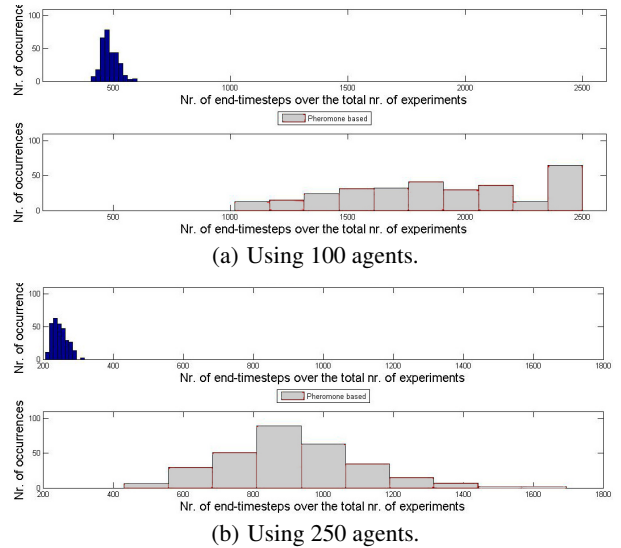 100
50
0
Nr. of occurrences
500 1000 1500 2000 2500
Nr. of end-timesteps over the total nr. of experiments
Pheromone based
100
50
0
Nr. of occurrences
500 1000 1500 2000 2500
Nr. of end-timesteps over the total nr. of experiments
(a) Using 100 agents.
100
50
0
Nr. of occurrences
200 400 600 800 1000 1200 1400 1600 1800
Nr. of end-timesteps over the total nr. of experiments
Pheromone based
100
50
0
Nr. of occurrences
200 400 600 800 1000 1200 1400 1600 1800
Nr. of end-timesteps over the total nr. of experiments
(b) Using 250 agents.